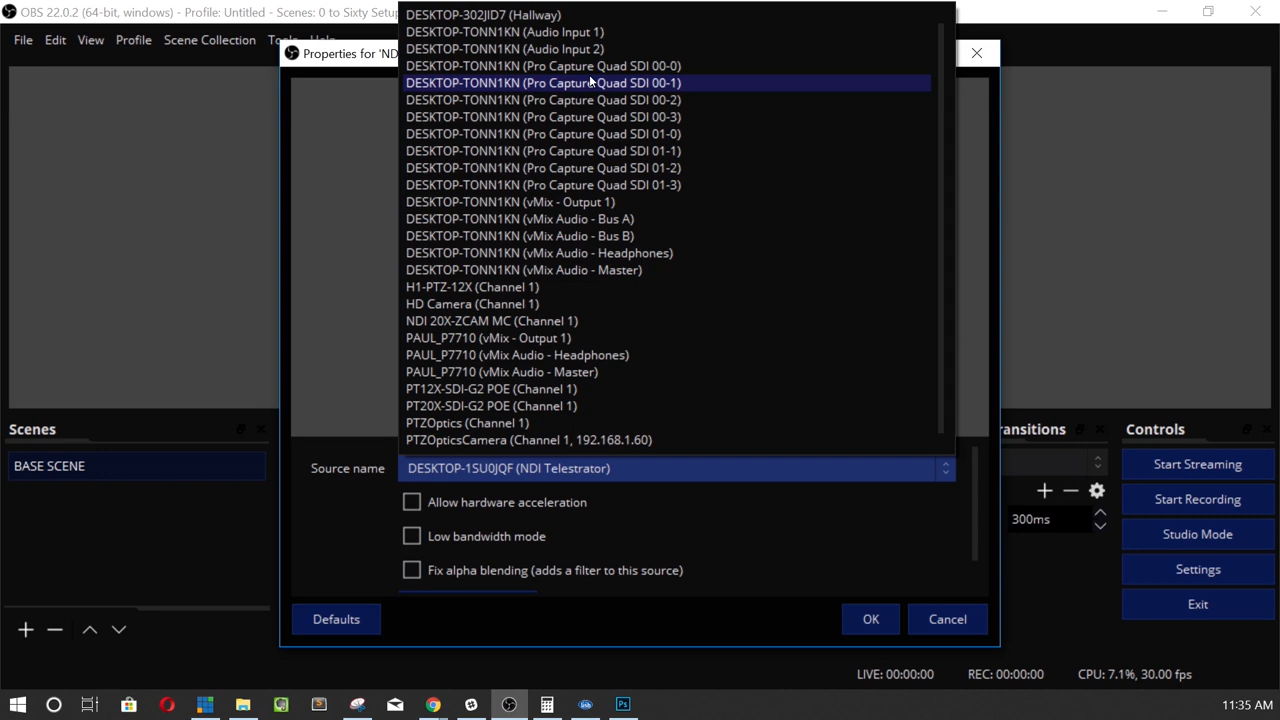 OBS 22.0.2 (64-bit, windows) - Profile: Untitled - Scenes: 0 to Sixty Setu
File Edit View Profile Scene Collection
Properties for 'ND
DESKTOP-302JID7 (Hallway)
DESKTOP-TONN1KN (Audio Input 1)
DESKTOP-TONN1KN (Audio Input 2)
DESKTOP-TONN1KN (Pro Capture Quad SDI 00-0)
DESKTOP-TONN1KN (Pro Capture Quad SDI 00-1)
DESKTOP-TONN1KN (Pro Capture Quad SDI 00-2)
DESKTOP-TONN1KN (Pro Capture Quad SDI 00-3)
DESKTOP-TONN1KN (Pro Capture Quad SDI 01-0)
DESKTOP-TONN1KN (Pro Capture Quad SDI 01-1)
DESKTOP-TONN1KN (Pro Capture Quad SDI 01-2)
DESKTOP-TONN1KN (Pro Capture Quad SDI 01-3)
DESKTOP-TONN1KN (vMix - Output 1)
DESKTOP-TONN1KN (vMix Audio - Bus A)
DESKTOP-TONN1KN (vMix Audio - Bus B)
DESKTOP-TONN1KN (vMix Audio - Headphones)
DESKTOP-TONN1KN (vMix Audio - Master)
H1-PTZ-12X (Channel 1)
HD Camera (Channel 1)
NDI 20X-ZCAM MC (Channel 1)
PAUL_P7710 (vMix - Output 1)
PAUL_P7710 (vMix Audio - Headphones)
PAUL_P7710 (vMix Audio - Master)
PT12X-SDI-G2 POE (Channel 1)
PT20X-SDI-G2 POE (Channel 1)
PTZOptics (Channel 1)
PTZOpticsCamera (Channel 1, 192.168.1.60)
Source name DESKTOP-1SU0JQF (NDI Telestrator)
Allow hardware acceleration
Low bandwidth mode
Fix alpha blending (adds a filter to this source)
Defaults OK Cancel
Scenes
BASE SCENE
ransitions
300ms
Controls
Start Streaming
Start Recording
Studio Mode
Settings
Exit
LIVE: 00:00:00 REC: 00:00:00 CPU: 7.1%, 30.00 fps
11:35 AM